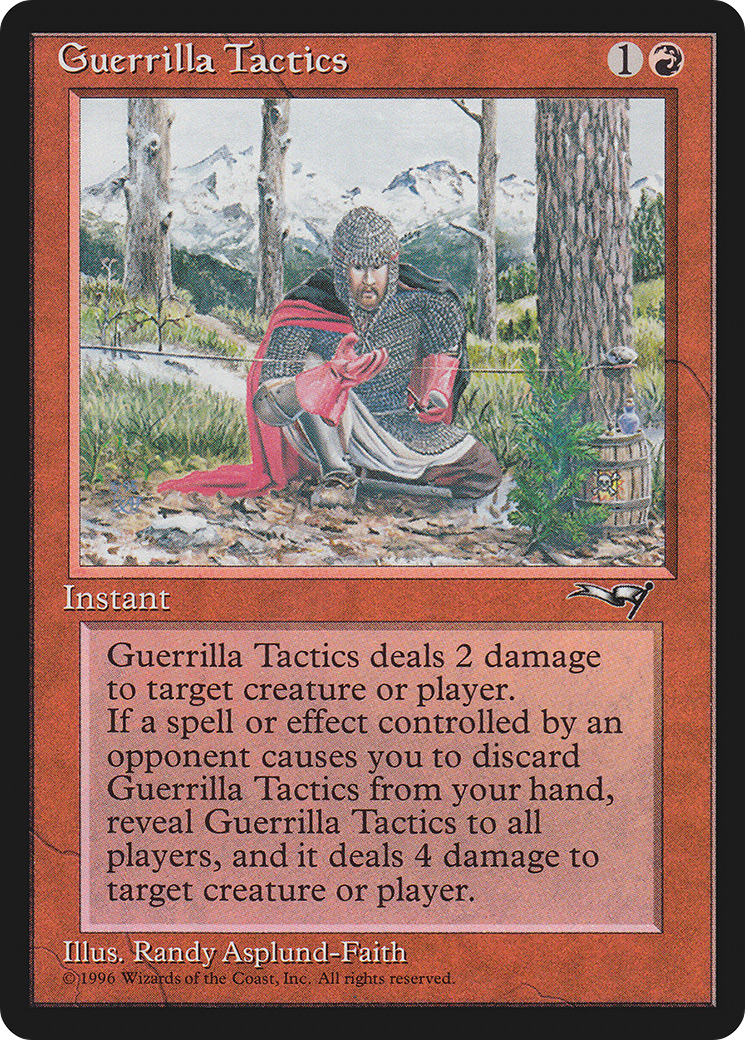 Guerrilla Tactics 1
Instant
Guerrilla Tactics deals 2 damage
to target creature or player.
If a spell or effect controlled by an
opponent causes you to discard
Guerrilla Tactics from your hand,
reveal Guerrilla Tactics to all
players, and it deals 4 damage to
target creature or player.
Illus. Randy Asplund-Faith
©1996 Wizards of the Coast, Inc. All rights reserved.